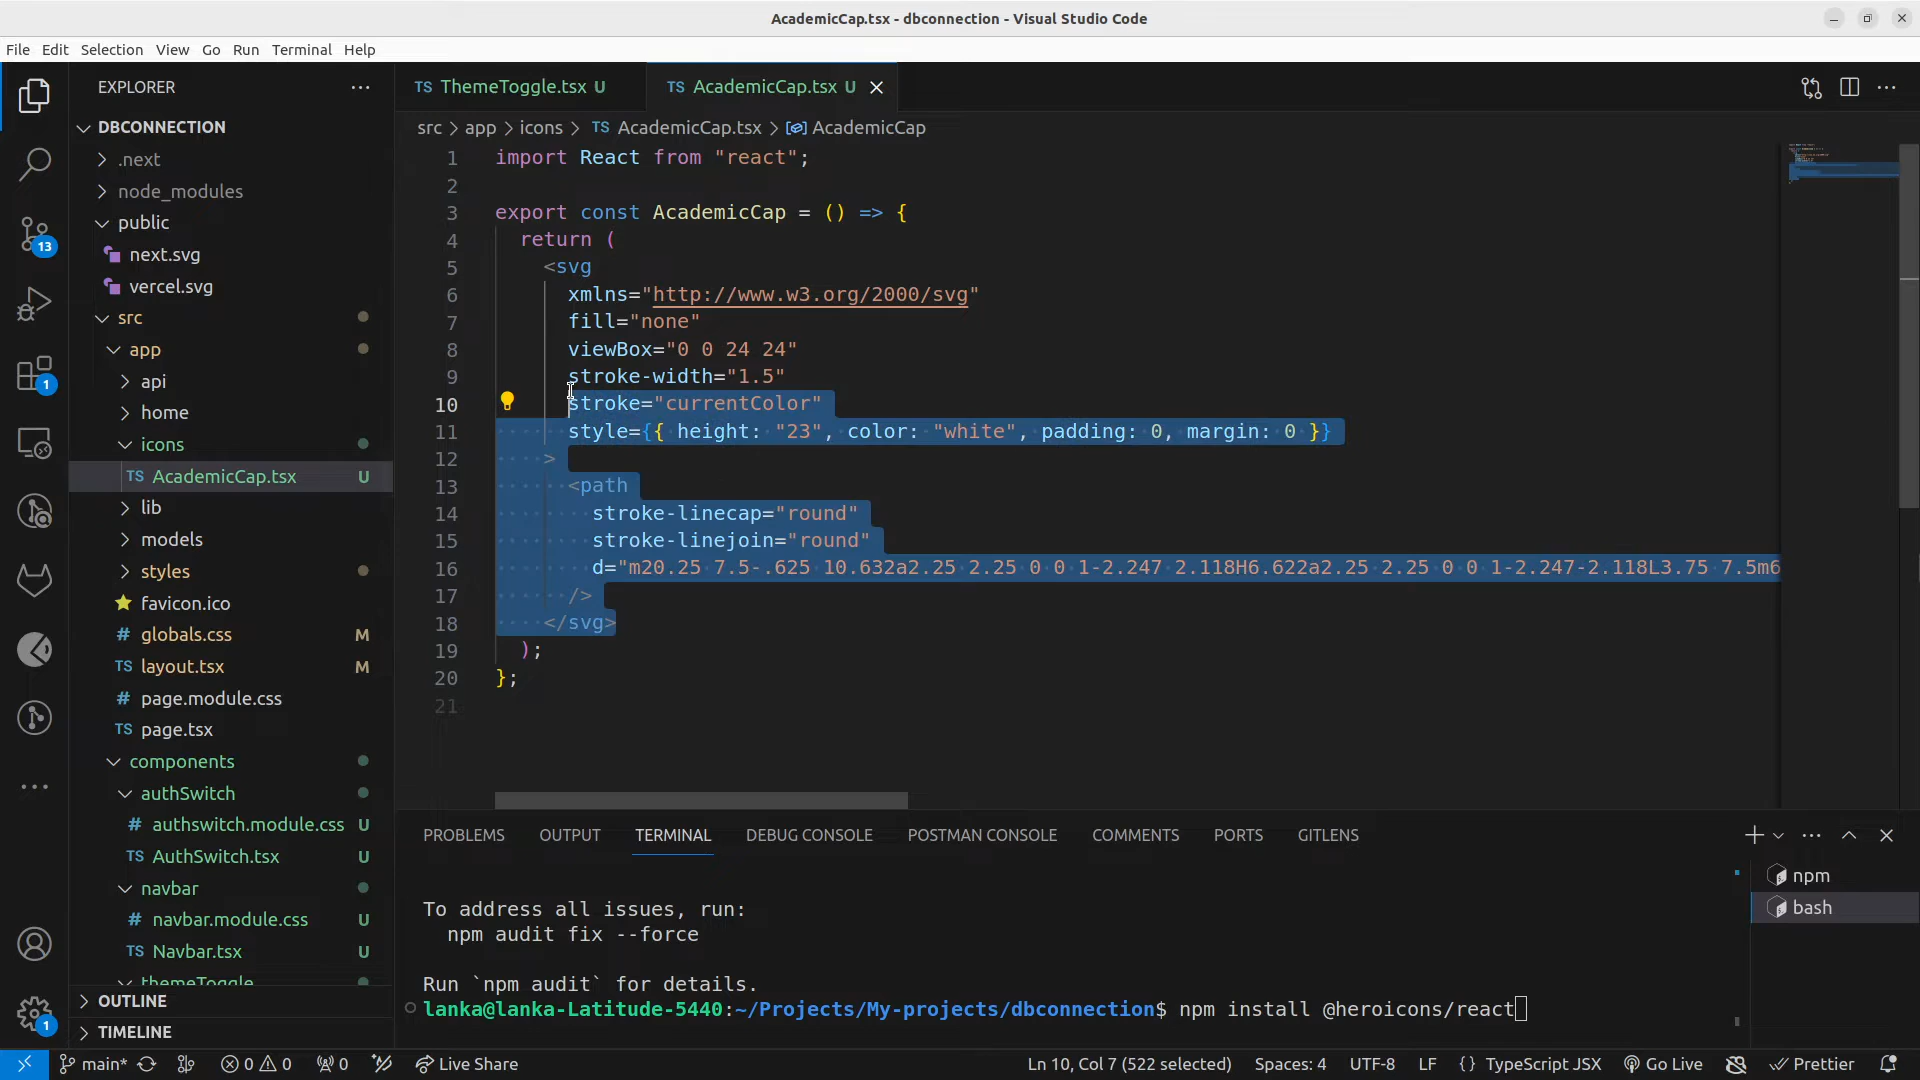 AcademicCap.tsx - dbconnection - Visual Studio Code
File Edit Selection View Go Run Terminal Help
EXPLORER
DBCONNECTION
.next
node_modules
public
next.svg
vercel.svg
src
app
api
home
icons
TS AcademicCap.tsx U
lib
models
styles
favicon.ico
# globals.css M
TS layout.tsx M
# page.module.css
TS page.tsx
components
authSwitch
# authswitch.module.css U
TS AuthSwitch.tsx U
navbar
# navbar.module.css U
TS Navbar.tsx U
themeToggle
OUTLINE
TIMELINE
13
1
1
TS ThemeToggle.tsx U
TS AcademicCap.tsx U
src > app > icons > TS AcademicCap.tsx > AcademicCap
1 import React from "react";
2
3 export const AcademicCap = () => {
4 return (
5 <svg
6 xmlns="http://www.w3.org/2000/svg"
7 fill="none"
8 viewBox="0 0 24 24"
9 stroke-width="1.5"
10 stroke="currentColor"
11 style={{ height: "23", color: "white", padding: 0, margin: 0 }}
12 >
13 <path
14 stroke-linecap="round"
15 stroke-linejoin="round"
16 d="m20.25 7.5-.625 10.632a2.25 2.25 0 0 1-2.247 2.118H6.622a2.25 2.25 0 0 1-2.247-2.118L3.75 7.5m6
17 />
18 </svg>
19 );
20 };
21
PROBLEMS OUTPUT TERMINAL DEBUG CONSOLE POSTMAN CONSOLE COMMENTS PORTS GITLENS
To address all issues, run:
npm audit fix --force
Run `npm audit` for details.
lanka@lanka-Latitude-5440:~/Projects/My-projects/dbconnection$ npm install @heroicons/react
npm
bash
main* 0 0 0 Live Share Ln 10, Col 7 (522 selected) Spaces: 4 UTF-8 LF {} TypeScript JSX Go Live Prettier